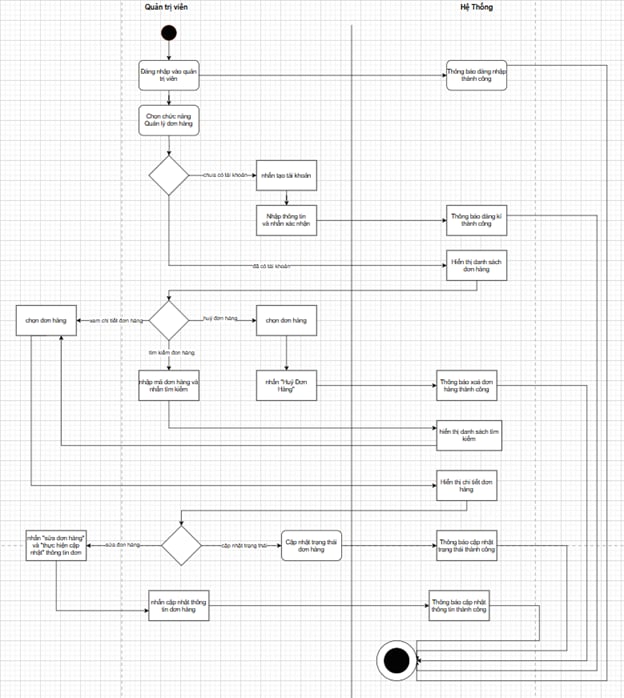 Quản trị viên
Hệ Thống
Đăng nhập vào quản
trị viên
Thông báo đăng nhập
thành công
Chọn chức năng
Quản lý đơn hàng
chưa có tài khoản
nhấn tạo tài khoản
Nhập thông tin
và nhấn xác nhận
Thông báo đăng kí
thành công
đã có tài khoản
Hiển thị danh sách
đơn hàng
chọn đơn hàng
xem chi tiết đơn hàng
huỷ đơn hàng
chọn đơn hàng
tìm kiếm đơn hàng
nhập mã đơn hàng và
nhấn tìm kiếm
nhấn "Huỷ Đơn
Hàng"
Thông báo xoá đơn
hàng thành công
hiển thị danh sách tìm
kiếm
Hiển thị chi tiết đơn
hàng
nhấn "sửa đơn hàng"
và "thực hiện cập
nhật" thông tin đơn
sửa đơn hàng
cập nhật trạng thái
Cập nhật trạng thái
đơn hàng
Thông báo cập nhật
trạng thái thành công
nhấn cập nhật thông
tin đơn hàng
Thông báo cập nhật
thông tin thành công